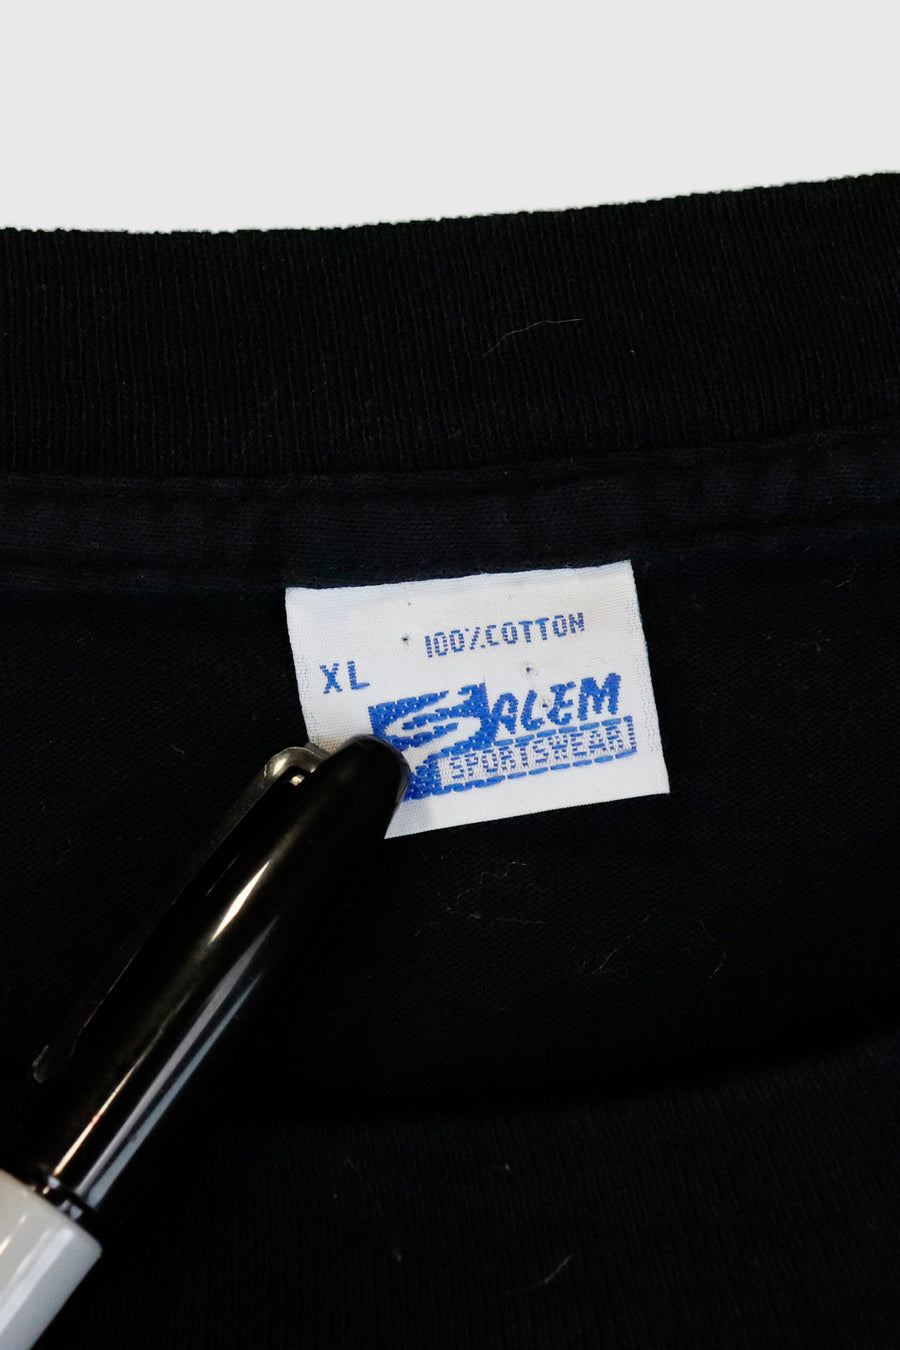 100% COTTON
XL
SALEM
SPORTSWEAR